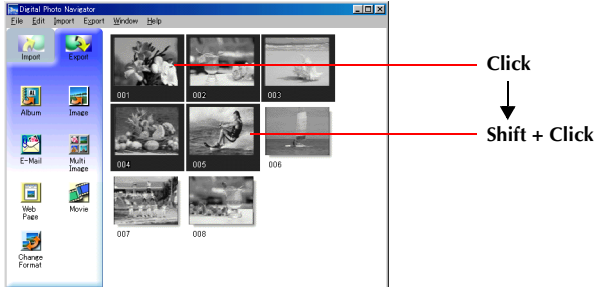 Digital Photo Navigator
File Edit Import Export Window Help
Import Export
Click
001 002 003
Album Image
Shift + Click
E-Mail Multi Image
004 005 006
Web Page Movie
007 008
Change Format